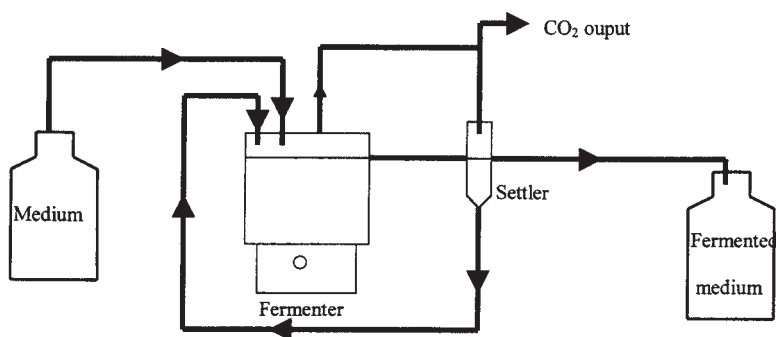 CO₂ ouput
Medium
Settler
Fermented
medium
Fermenter